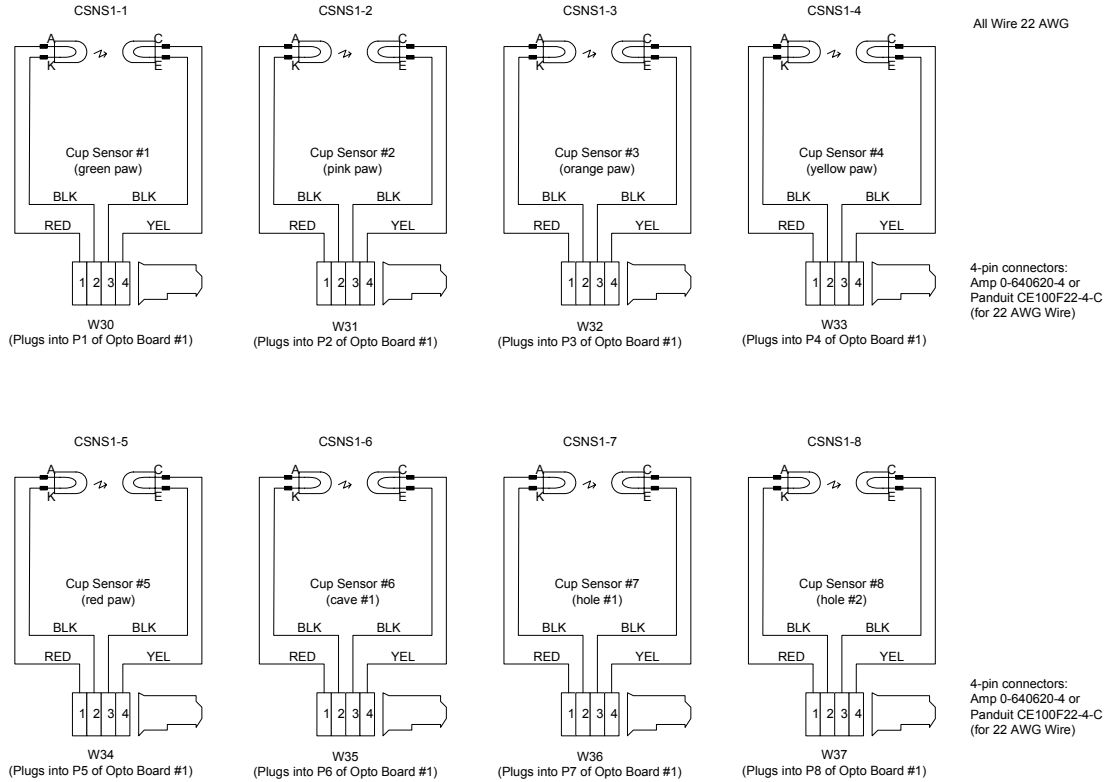 CSNS1-1
CSNS1-2
CSNS1-3
CSNS1-4
All Wire 22 AWG
A
C
K
E
A
C
K
E
A
C
K
E
A
C
K
E
Cup Sensor #1
(green paw)
Cup Sensor #2
(pink paw)
Cup Sensor #3
(orange paw)
Cup Sensor #4
(yellow paw)
BLK
BLK
BLK
BLK
BLK
BLK
BLK
BLK
RED
YEL
RED
YEL
RED
YEL
RED
YEL
1 2 3 4
1 2 3 4
1 2 3 4
1 2 3 4
4-pin connectors:
Amp 0-640620-4 or
Panduit CE100F22-4-C
(for 22 AWG Wire)
W30
(Plugs into P1 of Opto Board #1)
W31
(Plugs into P2 of Opto Board #1)
W32
(Plugs into P3 of Opto Board #1)
W33
(Plugs into P4 of Opto Board #1)
CSNS1-5
CSNS1-6
CSNS1-7
CSNS1-8
A
C
K
E
A
C
K
E
A
C
K
E
A
C
K
E
Cup Sensor #5
(red paw)
Cup Sensor #6
(cave #1)
Cup Sensor #7
(hole #1)
Cup Sensor #8
(hole #2)
BLK
BLK
BLK
BLK
BLK
BLK
BLK
BLK
RED
YEL
RED
YEL
RED
YEL
RED
YEL
1 2 3 4
1 2 3 4
1 2 3 4
1 2 3 4
4-pin connectors:
Amp 0-640620-4 or
Panduit CE100F22-4-C
(for 22 AWG Wire)
W34
(Plugs into P5 of Opto Board #1)
W35
(Plugs into P6 of Opto Board #1)
W36
(Plugs into P7 of Opto Board #1)
W37
(Plugs into P8 of Opto Board #1)